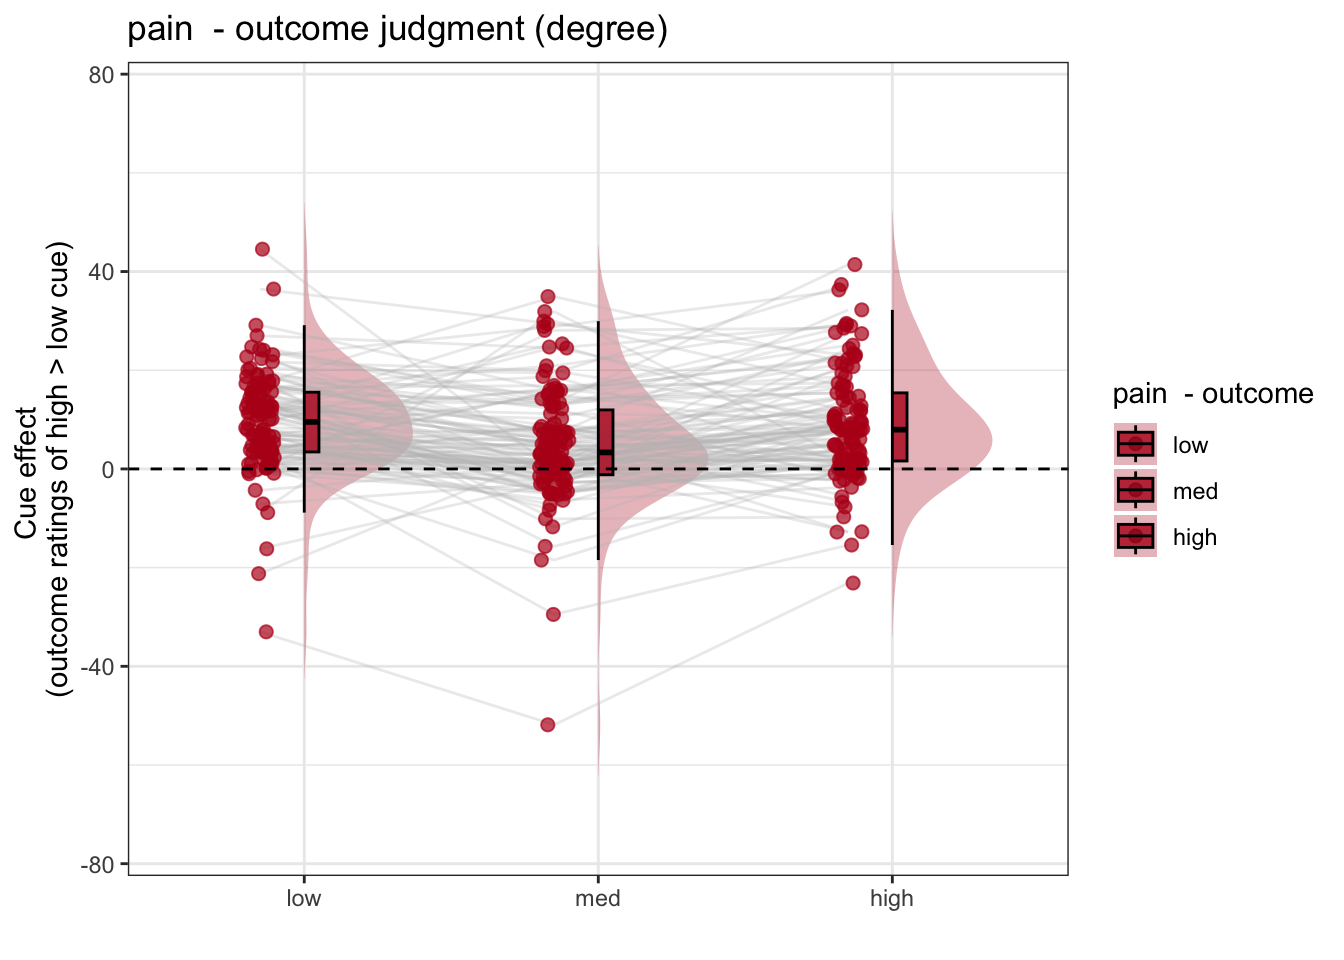 pain  - outcome judgment (degree)
Cue effect
(outcome ratings of high > low cue)
80
40
0
-40
-80
low
med
high
pain  - outcome
low
med
high